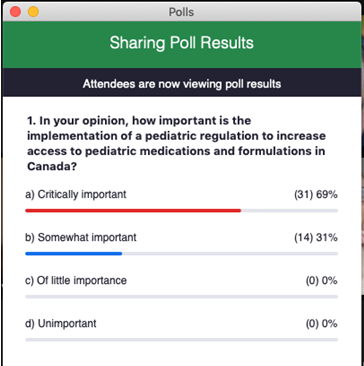 Polls
Sharing Poll Results
Attendees are now viewing poll results
1. In your opinion, how important is the
implementation of a pediatric regulation to increase
access to pediatric medications and formulations in
Canada?
a) Critically important (31) 69%
b) Somewhat important (14) 31%
c) Of little importance (0) 0%
d) Unimportant (0) 0%